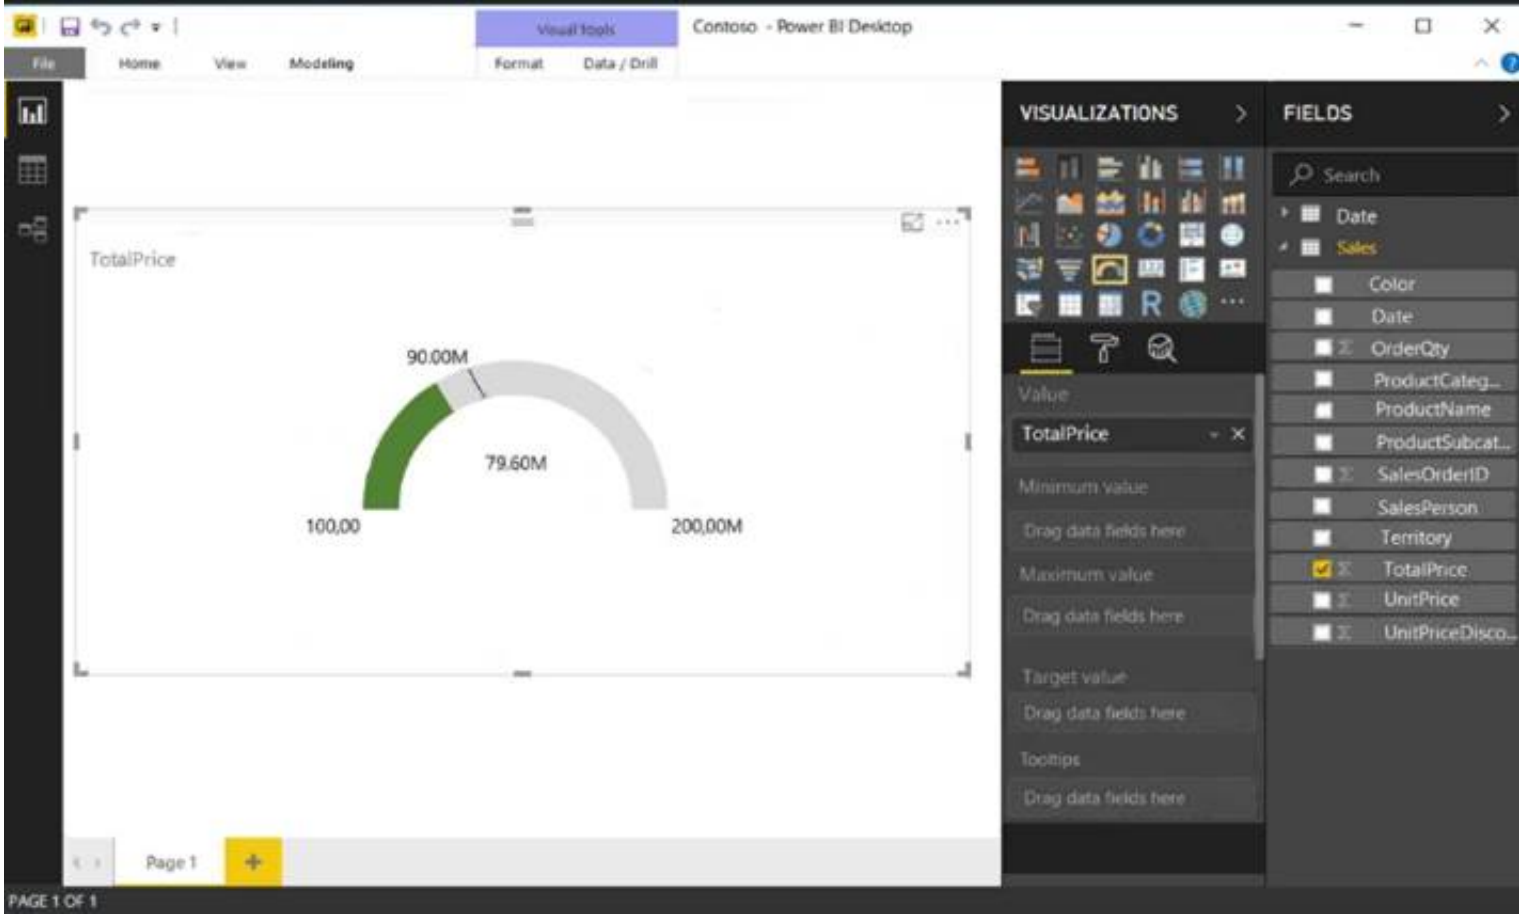 Visual tools
Contoso - Power BI Desktop
File
Home
View
Modeling
Format
Data / Drill
?
VISUALIZATIONS
FIELDS
Search
Date
Sales
Color
Date
Σ OrderQty
ProductCateg...
ProductName
ProductSubcat...
Σ SalesOrderID
SalesPerson
Territory
Σ TotalPrice
Σ UnitPrice
Σ UnitPriceDisco...
R
Value
TotalPrice
Minimum value
Drag data fields here
Maximum value
Drag data fields here
Target value
Drag data fields here
Tooltips
Drag data fields here
TotalPrice
90.00M
79.60M
100,00
200,00M
Page 1
PAGE 1 OF 1